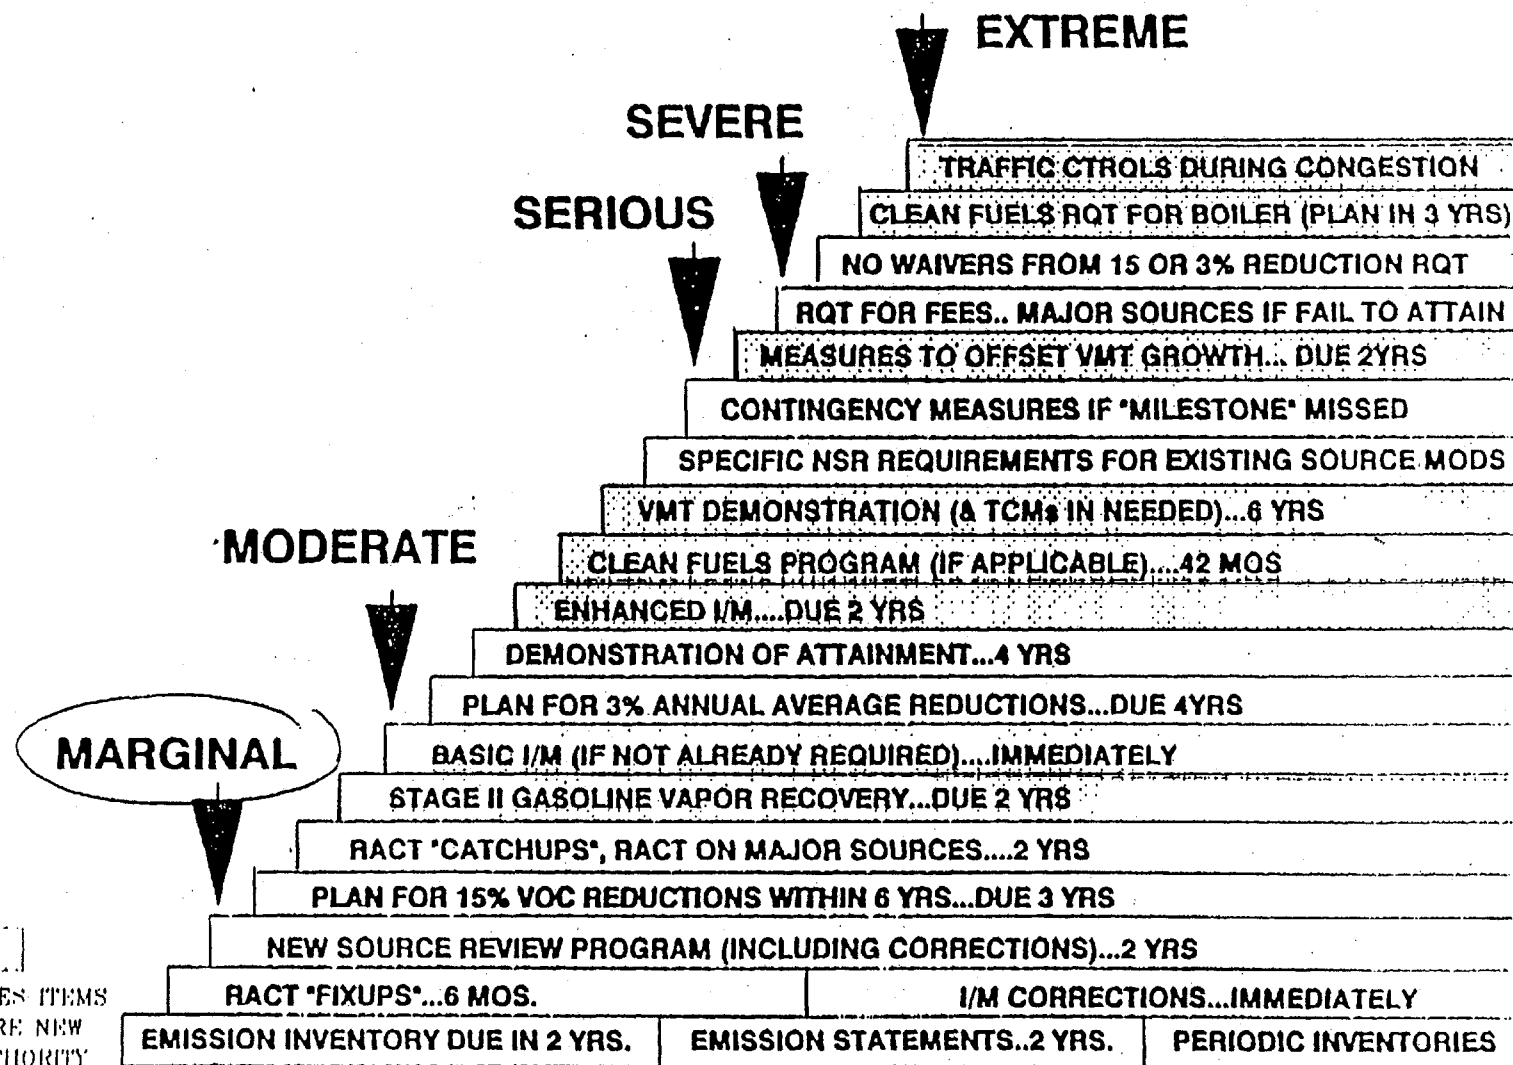 EXTREME
SEVERE
TRAFFIC CTROLS DURING CONGESTION
SERIOUS
CLEAN FUELS RQT FOR BOILER (PLAN IN 3 YRS)
NO WAIVERS FROM 15 OR 3% REDUCTION RQT
RQT FOR FEES.. MAJOR SOURCES IF FAIL TO ATTAIN
MEASURES TO OFFSET VMT GROWTH... DUE 2YRS
CONTINGENCY MEASURES IF "MILESTONE" MISSED
SPECIFIC NSR REQUIREMENTS FOR EXISTING SOURCE MODS
VMT DEMONSTRATION (& TCMs IN NEEDED)...6 YRS
MODERATE
CLEAN FUELS PROGRAM (IF APPLICABLE)....42 MOS
ENHANCED I/M....DUE 2 YRS
DEMONSTRATION OF ATTAINMENT...4 YRS
PLAN FOR 3% ANNUAL AVERAGE REDUCTIONS...DUE 4YRS
MARGINAL
BASIC I/M (IF NOT ALREADY REQUIRED)....IMMEDIATELY
STAGE II GASOLINE VAPOR RECOVERY...DUE 2 YRS
RACT "CATCHUPS", RACT ON MAJOR SOURCES....2 YRS
PLAN FOR 15% VOC REDUCTIONS WITHIN 6 YRS...DUE 3 YRS
NEW SOURCE REVIEW PROGRAM (INCLUDING CORRECTIONS)...2 YRS
RACT "FIXUPS"...6 MOS. I/M CORRECTIONS...IMMEDIATELY
EMISSION INVENTORY DUE IN 2 YRS. EMISSION STATEMENTS..2 YRS. PERIODIC INVENTORIES
ITEMS
NEW